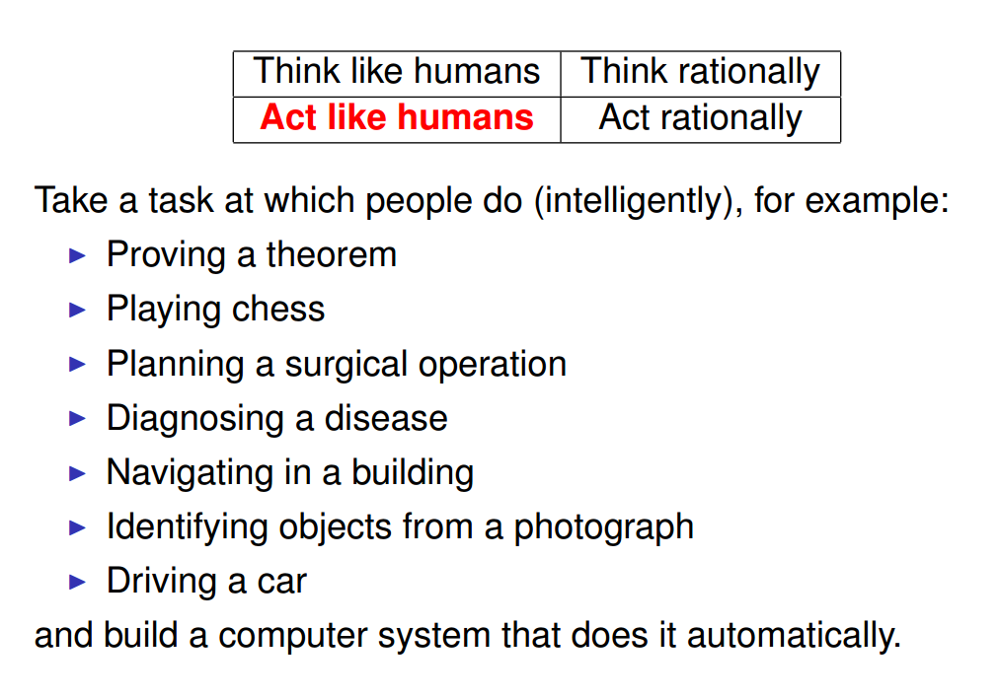 Think like humans Think rationally
Act like humans Act rationally
Take a task at which people do (intelligently), for example:
Proving a theorem
Playing chess
Planning a surgical operation
Diagnosing a disease
Navigating in a building
Identifying objects from a photograph
Driving a car
and build a computer system that does it automatically.